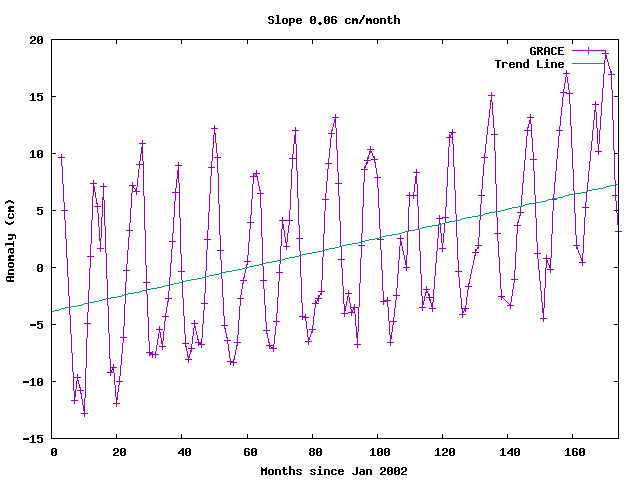 Slope 0.06 cm/month
GRACE
Trend Line
20
15
10
5
0
-5
-10
-15
Anomaly (cm)
0 20 40 60 80 100 120 140 160
Months since Jan 2002